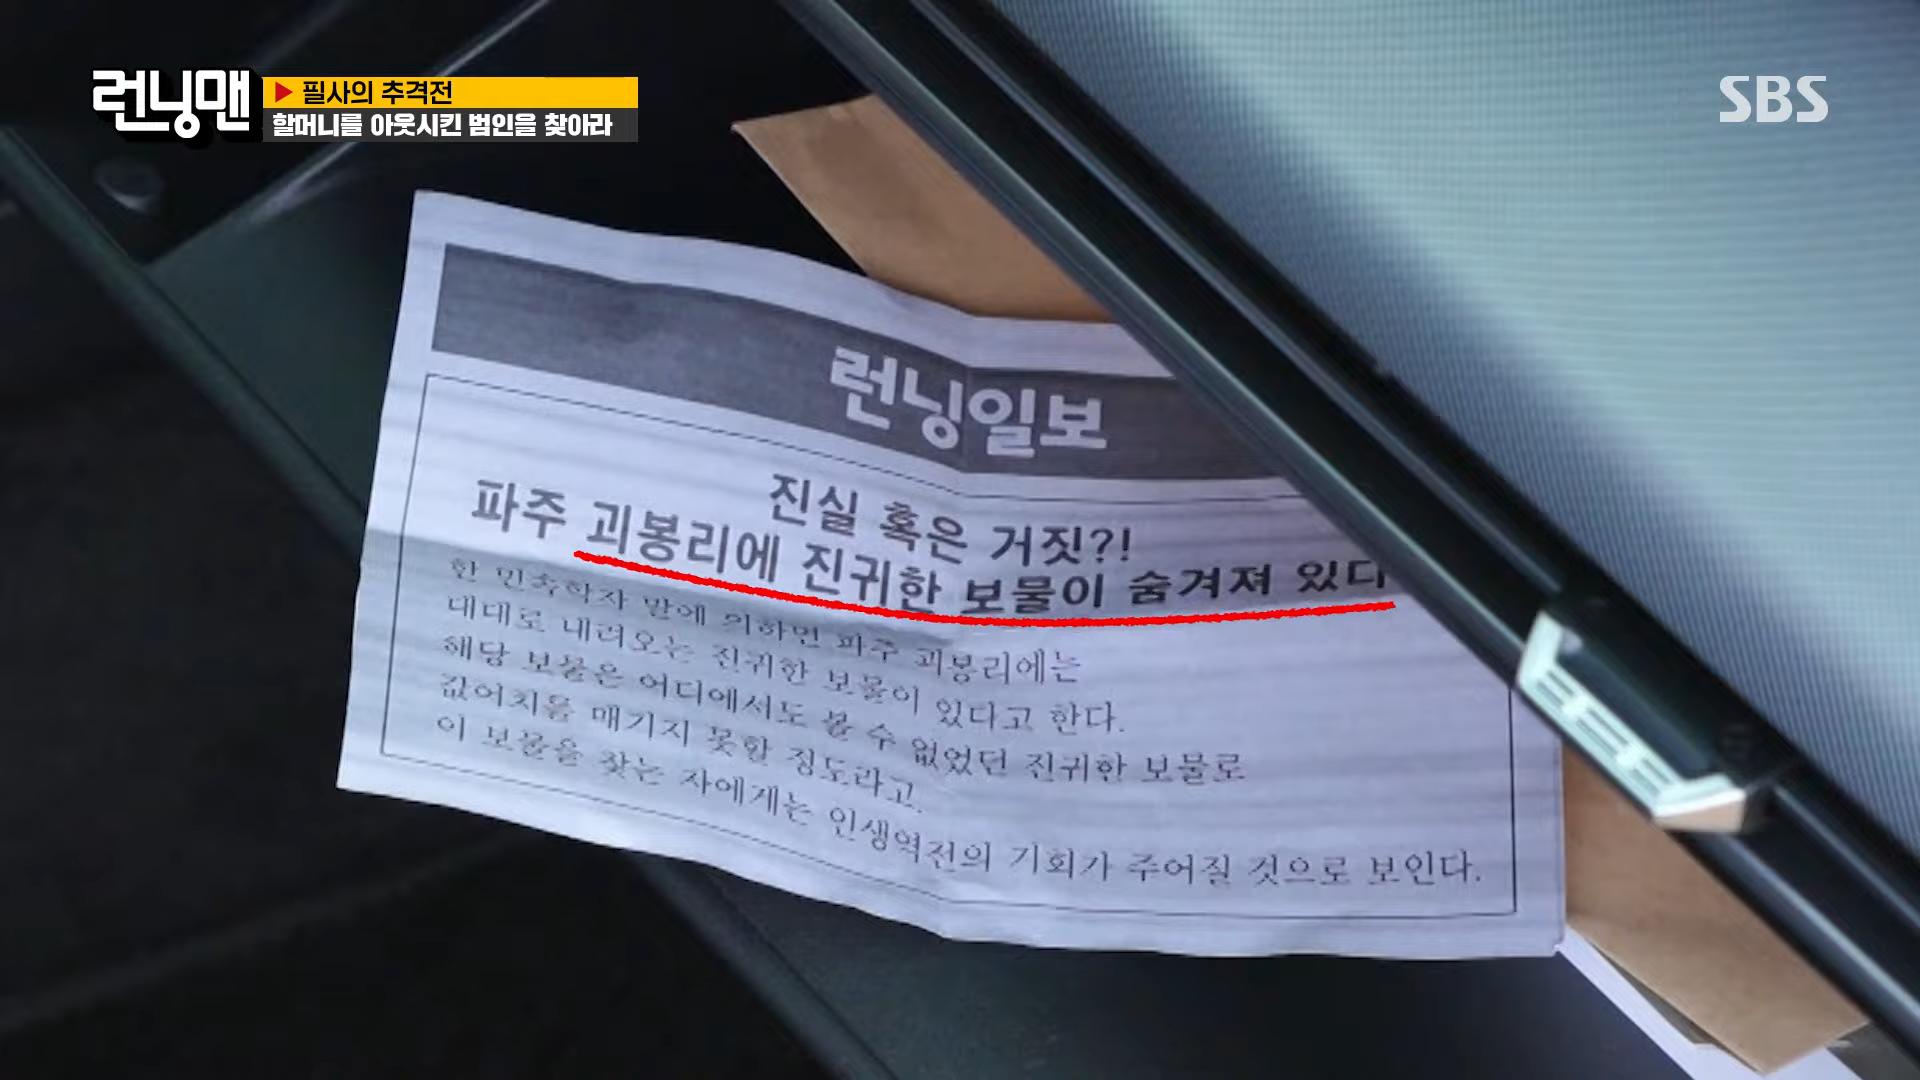 런닝맨
필사의 추격전
할머니를 아웃시킨 범인을 찾아라
SBS
런닝일보
진실 혹은 거짓?!
파주 괴봉리에 진귀한 보물이 숨겨져 있다
한 민속학자 말에 의하면 파주 괴봉리에는
대대로 내려오는 진귀한 보물이 있다고 한다.
해당 보물은 어디에서도 볼 수 없었던 진귀한 보물로
값어치를 매기지 못할 정도라고.
이 보물을 찾는 자에게는 인생역전의 기회가 주어질 것으로 보인다.